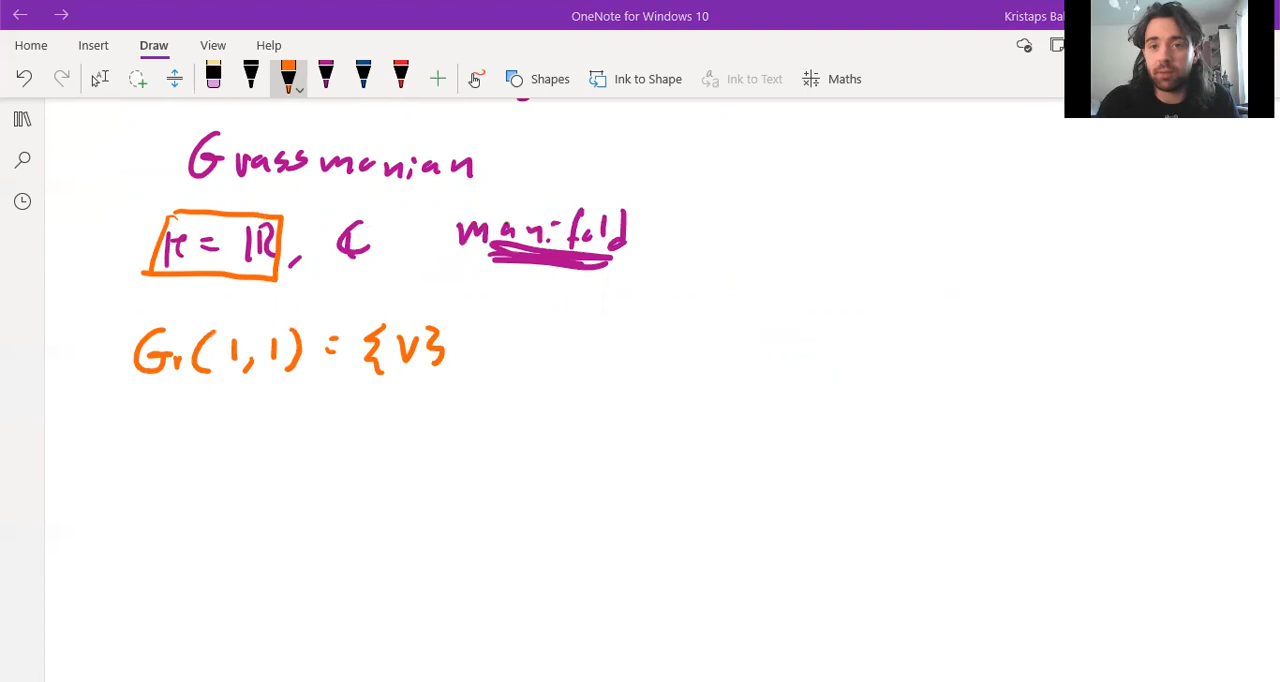 OneNote for Windows 10
Kristaps Bal
Home Insert Draw View Help
Shapes Ink to Shape Ink to Text Maths
Grassmanian
K = ℝ, ℂ manifold
Gr(1,1) = {V}